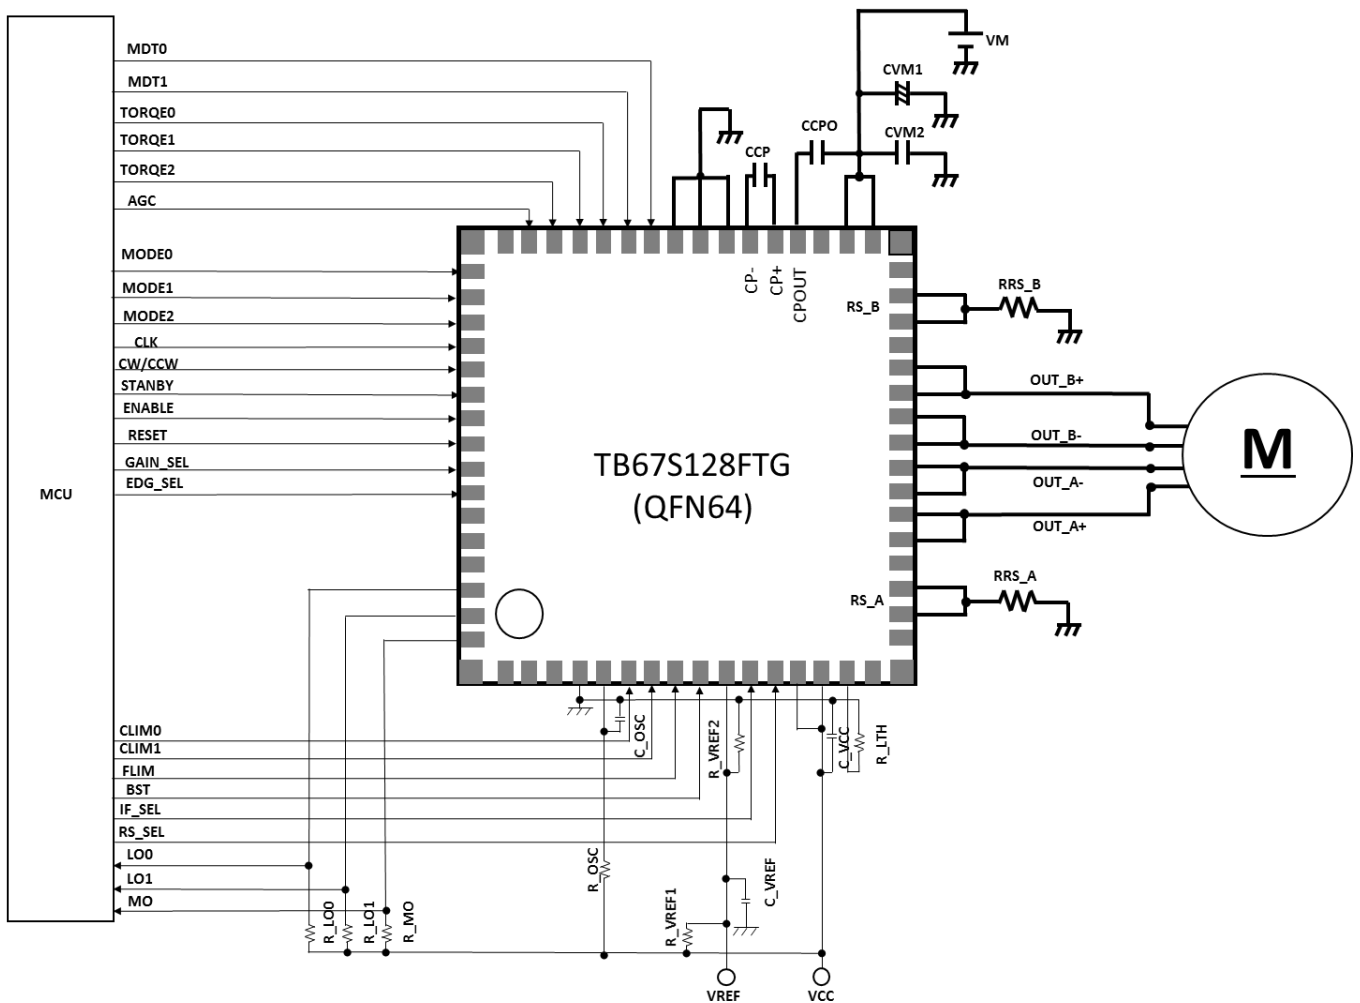 MCU
MDT0
MDT1
TORQE0
TORQE1
TORQE2
AGC
MODE0
MODE1
MODE2
CLK
CW/CCW
STANBY
ENABLE
RESET
GAIN_SEL
EDG_SEL
CLIM0
CLIM1
FLIM
BST
IF_SEL
RS_SEL
LO0
LO1
MO
R_LO0
R_LO1
R_MO
CCP
CCPO
CVM1
CVM2
VM
CP-
CP+
CPOUT
RS_B
RRS_B
OUT_B+
OUT_B-
OUT_A-
OUT_A+
M
RS_A
RRS_A
TB67S128FTG
(QFN64)
C_OSC
R_VREF2
C_VCC
R_LTH
R_OSC
R_VREF1
C_VREF
VREF
VCC